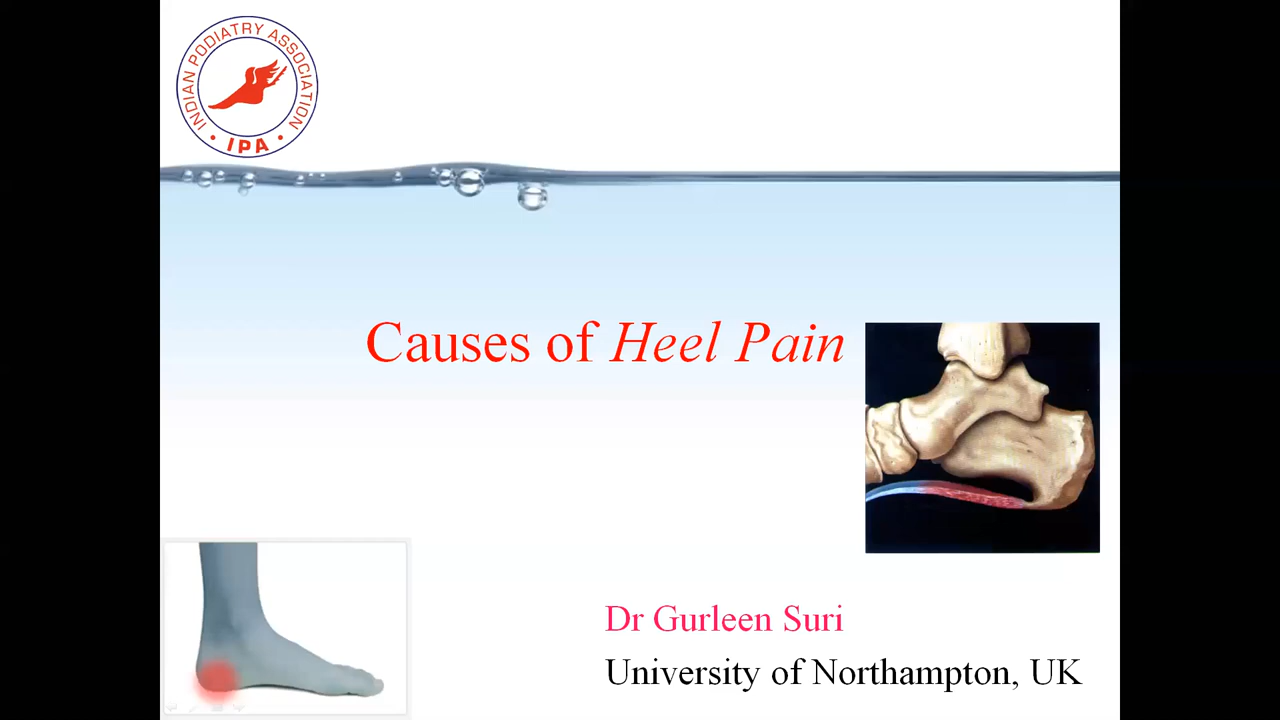 INDIAN PODIATRY ASSOCIATION
• IPA •
Causes of Heel Pain
Dr Gurleen Suri
University of Northampton, UK